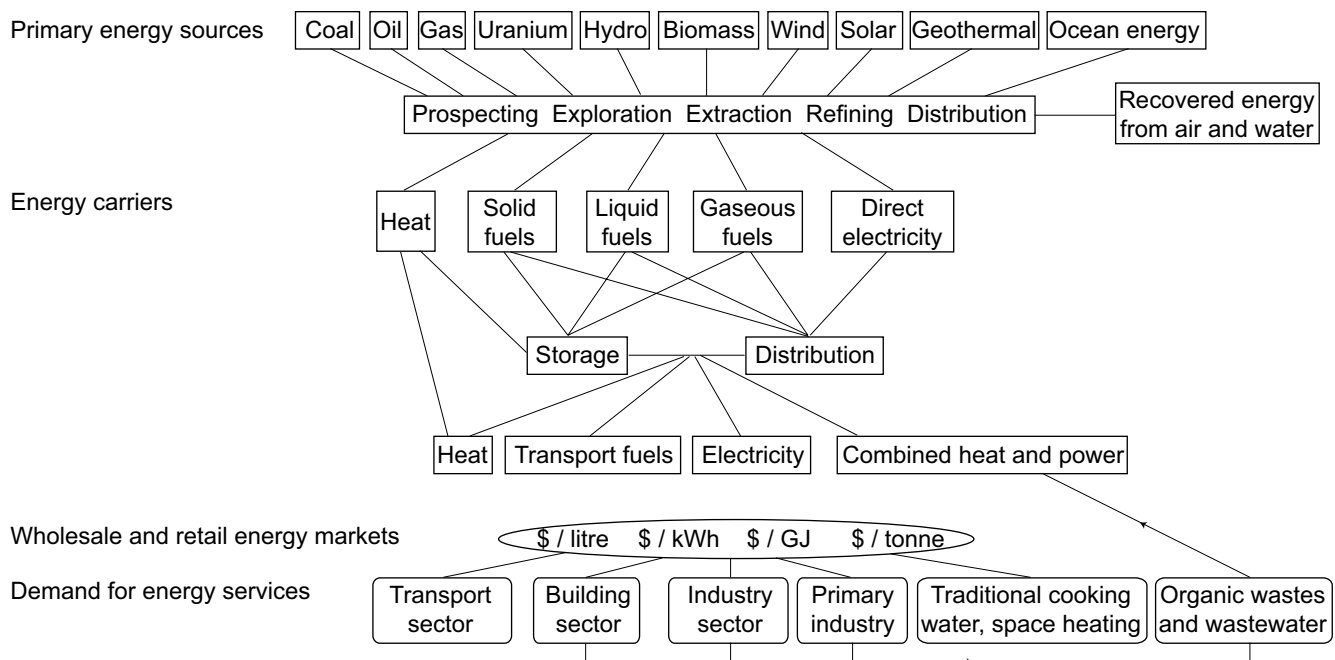 Primary energy sources Coal Oil Gas Uranium Hydro Biomass Wind Solar Geothermal Ocean energy
Prospecting Exploration Extraction Refining Distribution
Recovered energy
from air and water
Energy carriers
Heat
Solid
fuels
Liquid
fuels
Gaseous
fuels
Direct
electricity
Storage
Distribution
Heat
Transport fuels
Electricity
Combined heat and power
Wholesale and retail energy markets
$ / litre $ / kWh $ / GJ $ / tonne
Demand for energy services
Transport
sector
Building
sector
Industry
sector
Primary
industry
Traditional cooking
water, space heating
Organic wastes
and wastewater